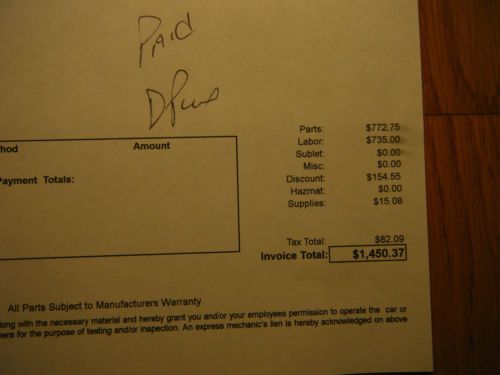 Paid
Parts: $772.75
Labor: $735.00
Sublet: $0.00
Misc: $0.00
Discount: $154.55
Hazmat: $0.00
Supplies: $15.08
Amount
Payment Totals:
Tax Total: $82.09
Invoice Total: $1,450.37
All Parts Subject to Manufacturers Warranty
with the necessary material and hereby grant you and/or your employees permission to operate the car or
for the purpose of testing and/or inspection. An express mechanic's lien is hereby acknowledged on above